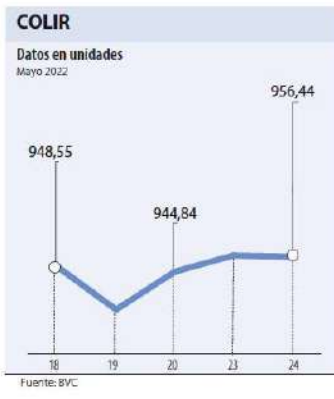 COLIR
Datos en unidades
Mayo 2022
956,44
948,55
944,84
18 19 20 23 24
Fuente: BVC